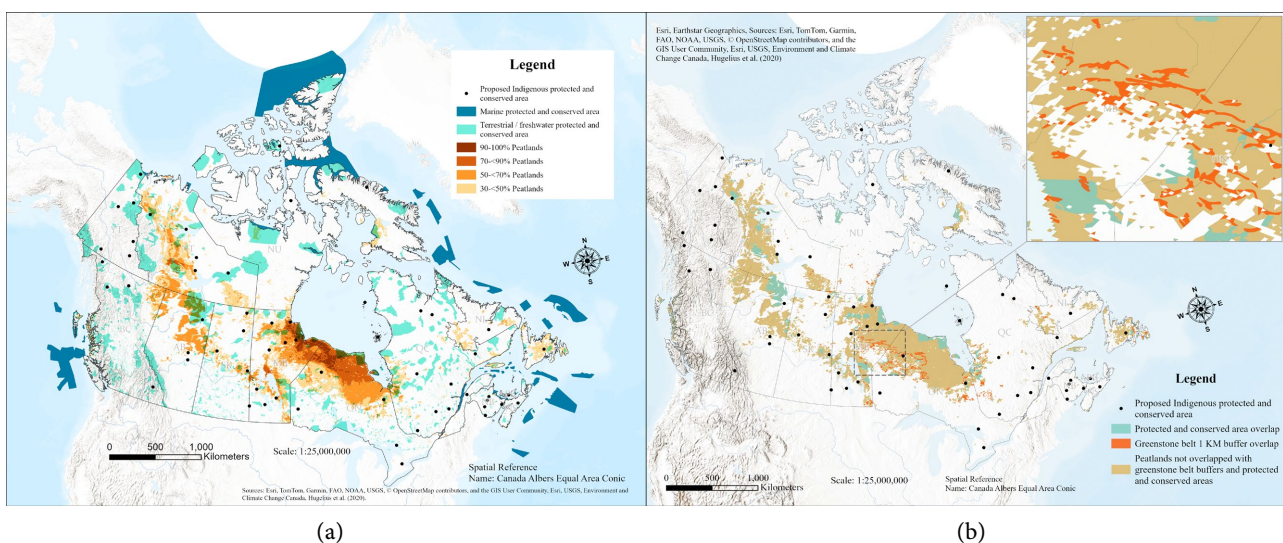 Legend
Proposed Indigenous protected and
conserved area
Marine protected and conserved area
Terrestrial / freshwater protected and
conserved area
90-100% Peatlands
70-<90% Peatlands
50-<70% Peatlands
30-<50% Peatlands
N
W E
S
NU
BC
0 500 1,000
Kilometers
Scale: 1:25,000,000
Spatial Reference
Name: Canada Albers Equal Area Conic
Sources: Esri, TomTom, Garmin, FAO, NOAA, USGS, © OpenStreetMap contributors, and the GIS User Community, Esri, USGS, Environment and
Climate Change Canada, Hugelius et al. (2020).
(a)
Esri, Earthstar Geographics, Sources: Esri, TomTom, Garmin,
FAO, NOAA, USGS, © OpenStreetMap contributors, and the
GIS User Community, Esri, USGS, Environment and Climate
Change Canada, Hugelius et al. (2020)
NU
BC
QC
N
W E
S
Legend
Proposed Indigenous protected and
conserved area
Protected and conserved area overlap
Greenstone belt 1 KM buffer overlap
Peatlands not overlapped with
greenstone belt buffers and protected
and conserved areas
0 500 1,000
Kilometers
Scale: 1:25,000,000
Spatial Reference
Name: Canada Albers Equal Area Conic
(b)